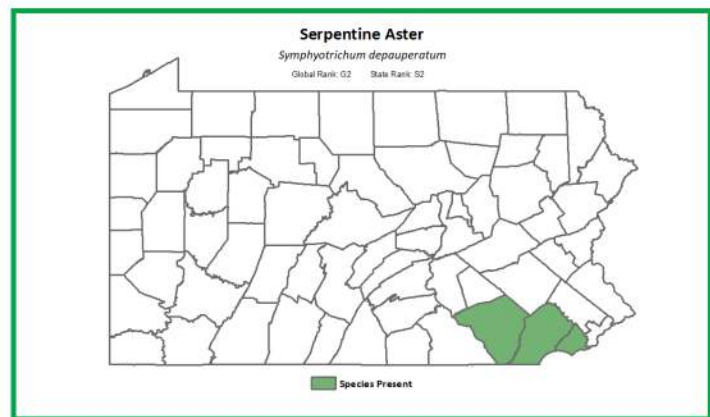 Serpentine Aster
Symphyotrichum depauperatum
Global Rank: G2 State Rank: S2
Species Present